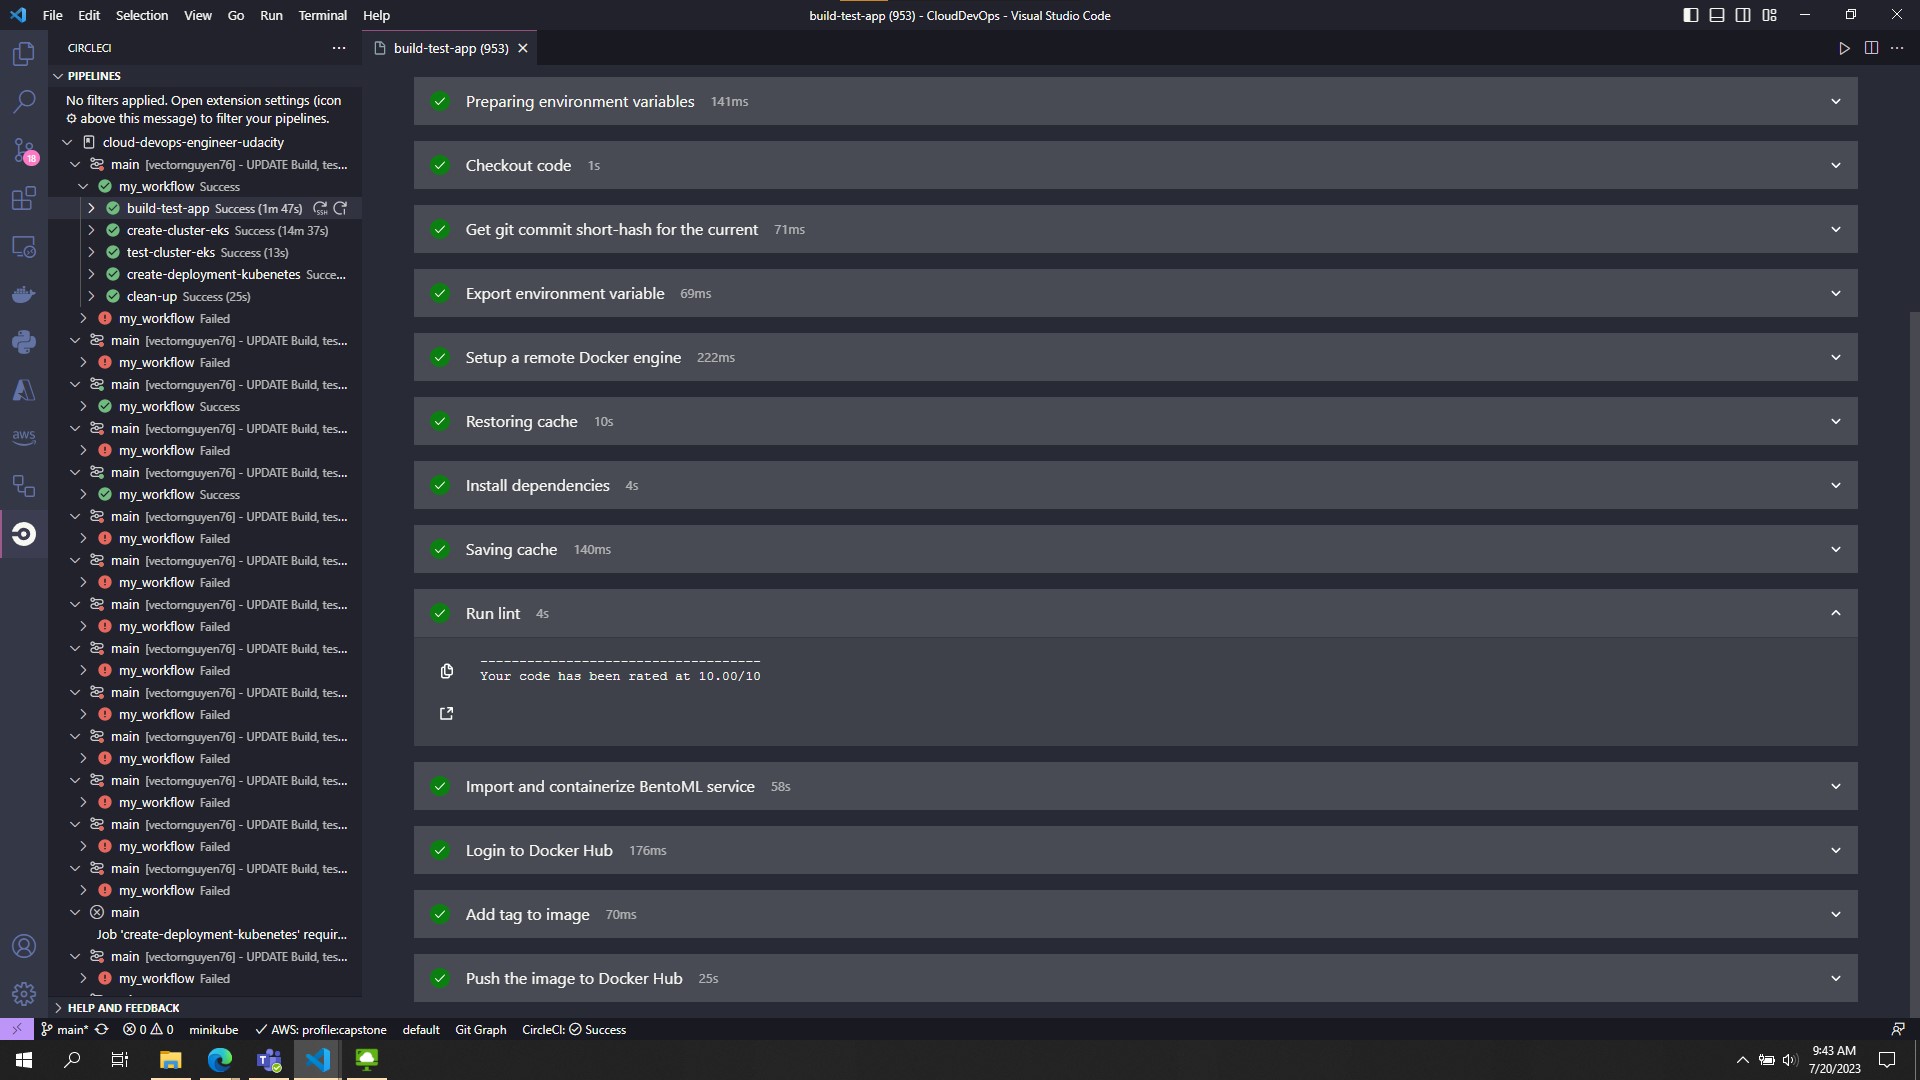 File Edit Selection View Go Run Terminal Help
build-test-app (953) - CloudDevOps - Visual Studio Code
CIRCLECI
build-test-app (953)
PIPELINES
No filters applied. Open extension settings (icon
above this message) to filter your pipelines.
cloud-devops-engineer-udacity
main [vectornguyen76] - UPDATE Build, tes...
my_workflow Success
build-test-app Success (1m 47s)
SSH
create-cluster-eks Success (14m 37s)
test-cluster-eks Success (13s)
create-deployment-kubenetes Succe...
clean-up Success (25s)
my_workflow Failed
main [vectornguyen76] - UPDATE Build, tes...
my_workflow Failed
main [vectornguyen76] - UPDATE Build, tes...
my_workflow Success
main [vectornguyen76] - UPDATE Build, tes...
my_workflow Failed
main [vectornguyen76] - UPDATE Build, tes...
my_workflow Success
main [vectornguyen76] - UPDATE Build, tes...
my_workflow Failed
main [vectornguyen76] - UPDATE Build, tes...
my_workflow Failed
main [vectornguyen76] - UPDATE Build, tes...
my_workflow Failed
main [vectornguyen76] - UPDATE Build, tes...
my_workflow Failed
main [vectornguyen76] - UPDATE Build, tes...
my_workflow Failed
main [vectornguyen76] - UPDATE Build, tes...
my_workflow Failed
main [vectornguyen76] - UPDATE Build, tes...
my_workflow Failed
main [vectornguyen76] - UPDATE Build, tes...
my_workflow Failed
main [vectornguyen76] - UPDATE Build, tes...
my_workflow Failed
main
Job 'create-deployment-kubenetes' requir...
main [vectornguyen76] - UPDATE Build, tes...
my_workflow Failed
HELP AND FEEDBACK
18
aws
Preparing environment variables 141ms
Checkout code 1s
Get git commit short-hash for the current 71ms
Export environment variable 69ms
Setup a remote Docker engine 222ms
Restoring cache 10s
Install dependencies 4s
Saving cache 140ms
Run lint 4s
------------------------------------
Your code has been rated at 10.00/10
Import and containerize BentoML service 58s
Login to Docker Hub 176ms
Add tag to image 70ms
Push the image to Docker Hub 25s
main* 0 0 minikube AWS: profile:capstone default Git Graph CircleCI: Success
9:43 AM
7/20/2023